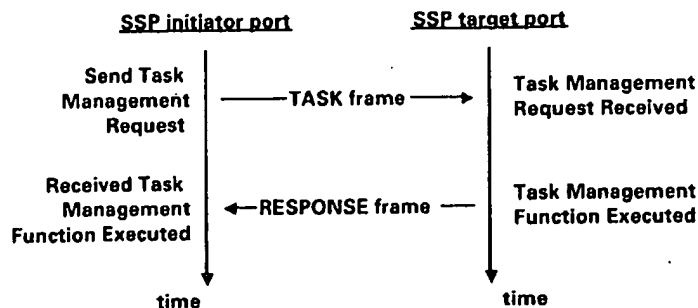 SSP initiator port
SSP target port
Send Task
Management
Request
TASK frame
Task Management
Request Received
Received Task
Management
Function Executed
RESPONSE frame
Task Management
Function Executed
time
time